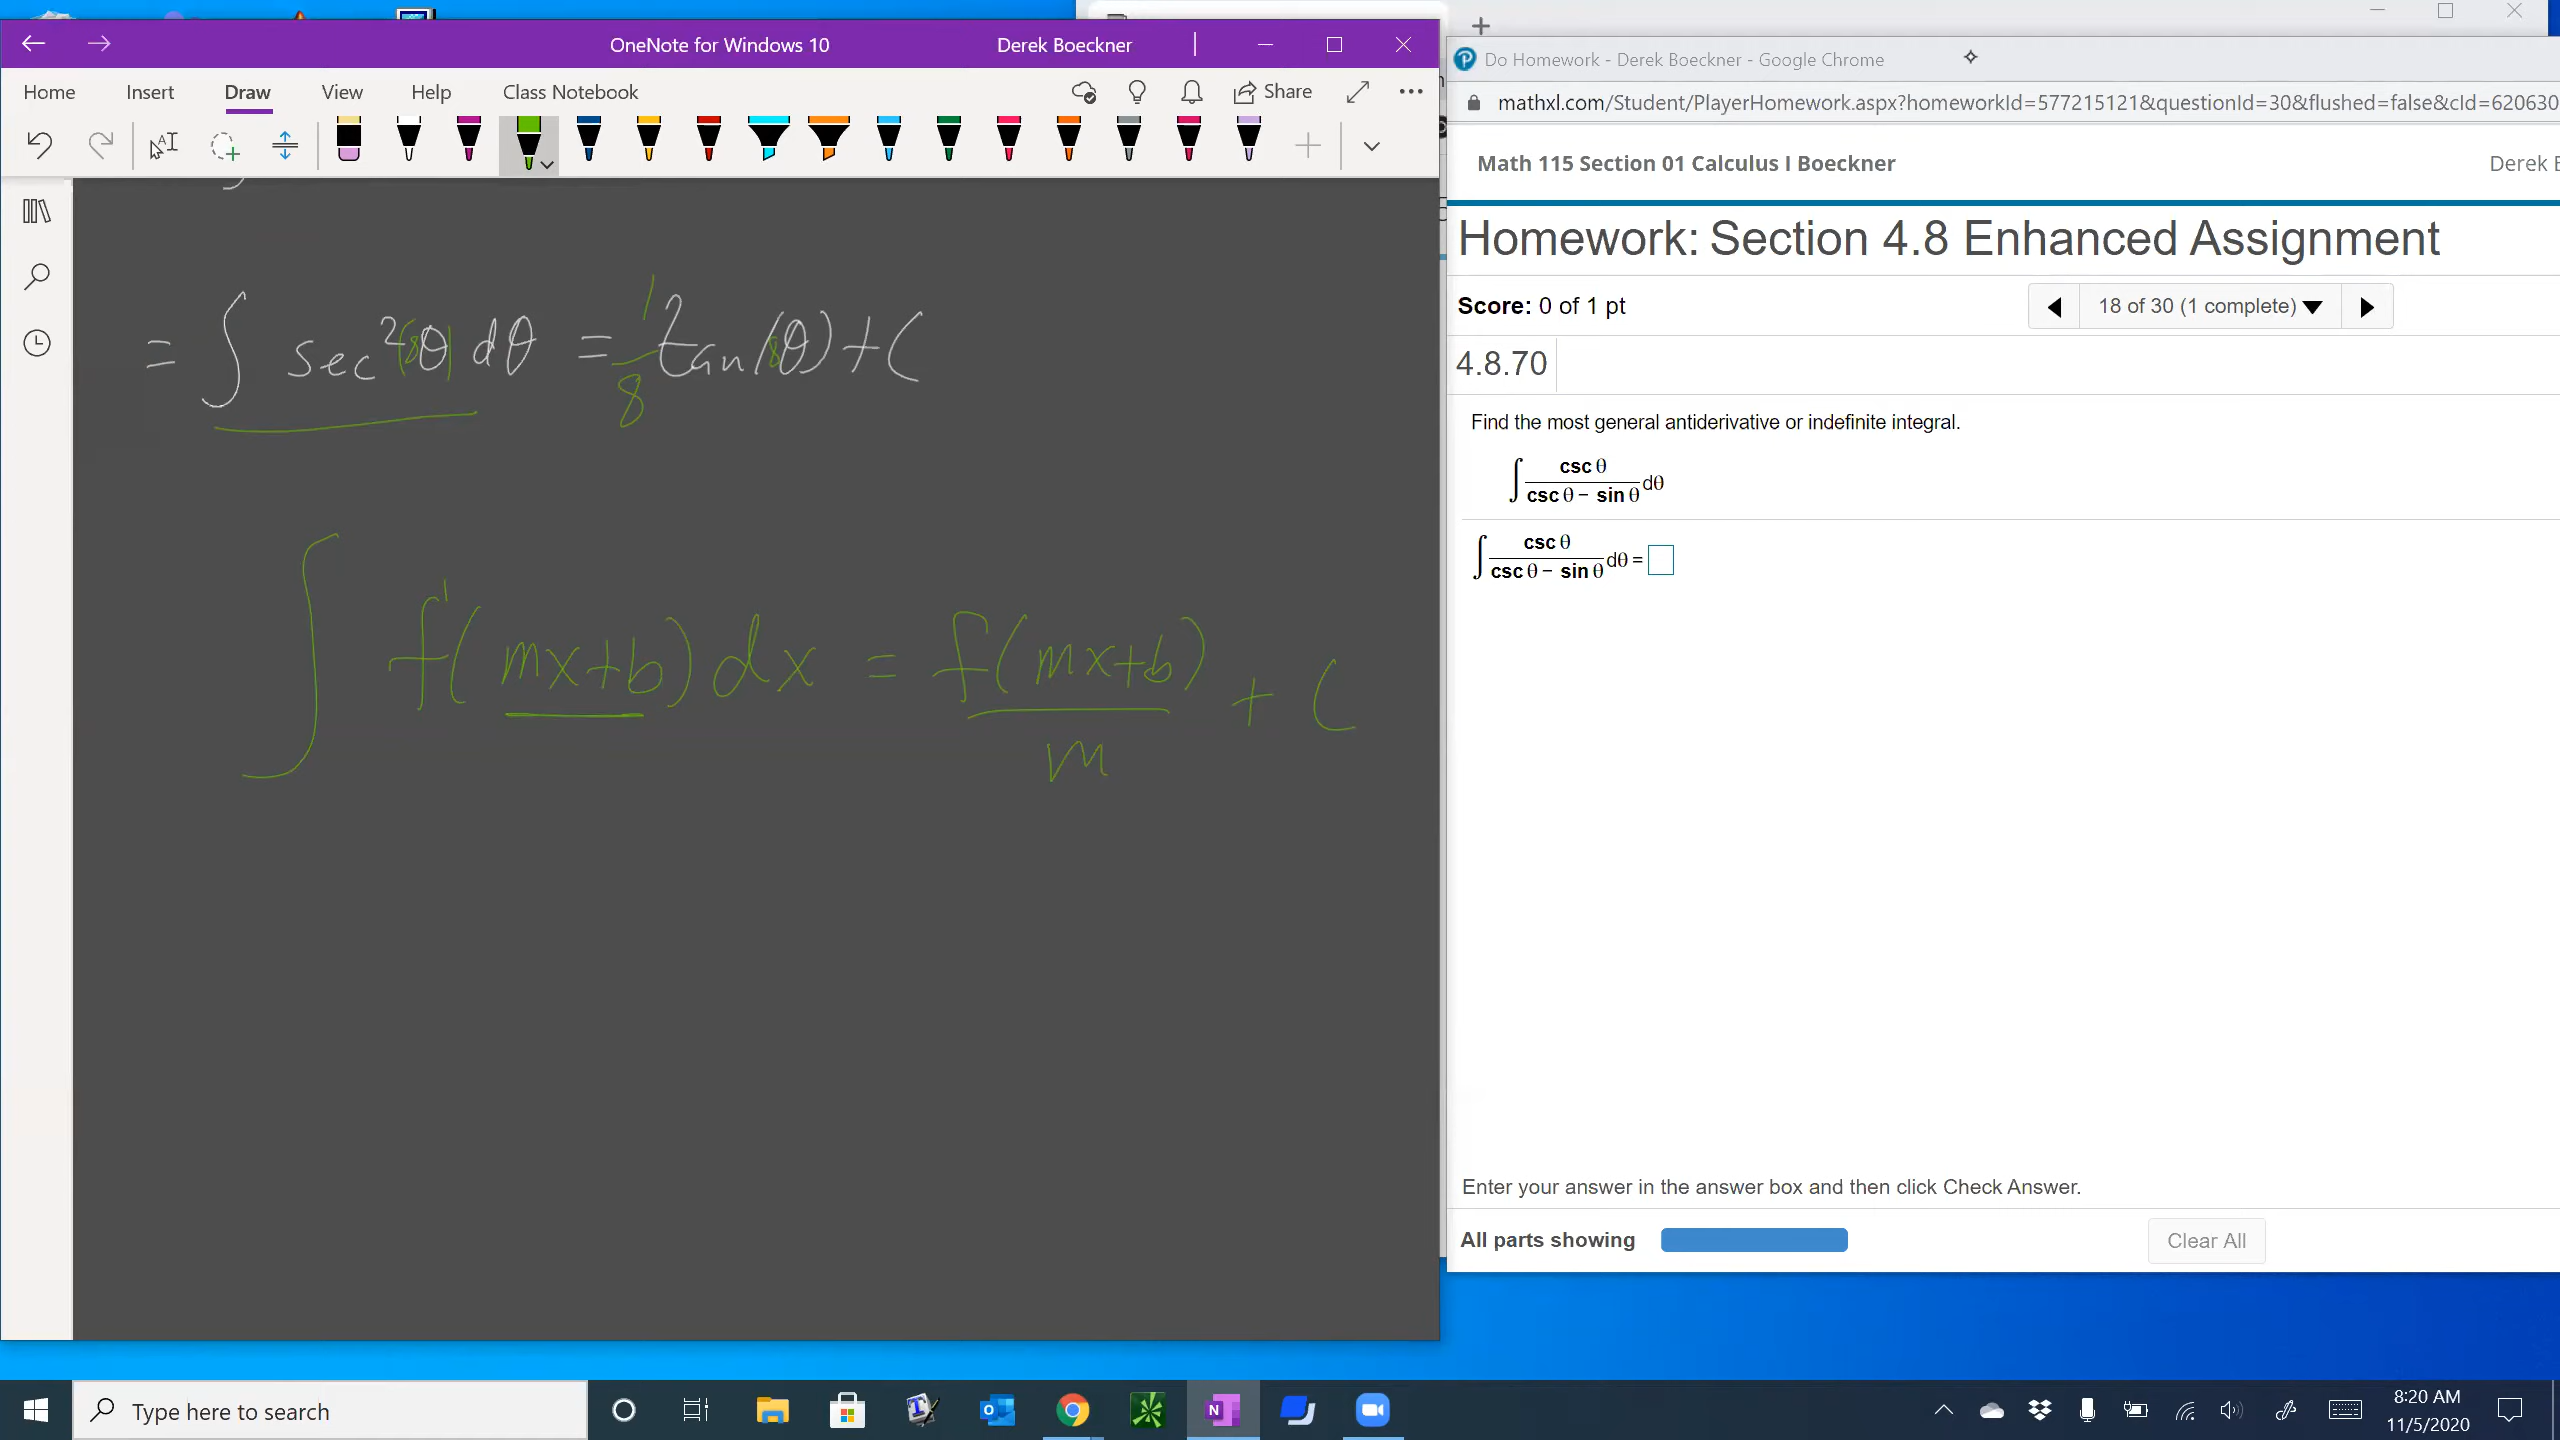 OneNote for Windows 10
Derek Boeckner
Home Insert Draw View Help Class Notebook Share
= ∫ sec²(8θ) dθ = 1/8 tan(8θ) + C
∫ f'(mx+b) dx = f(mx+b)/m + C
Do Homework - Derek Boeckner - Google Chrome
mathxl.com/Student/PlayerHomework.aspx?homeworkId=577215121&questionId=30&flushed=false&cId=620630
Math 115 Section 01 Calculus I Boeckner
Derek B
Homework: Section 4.8 Enhanced Assignment
Score: 0 of 1 pt
18 of 30 (1 complete)
4.8.70
Find the most general antiderivative or indefinite integral.
∫ csc θ / csc θ − sin θ dθ
∫ csc θ / csc θ − sin θ dθ =
Enter your answer in the answer box and then click Check Answer.
All parts showing
Clear All
Type here to search
8:20 AM
11/5/2020